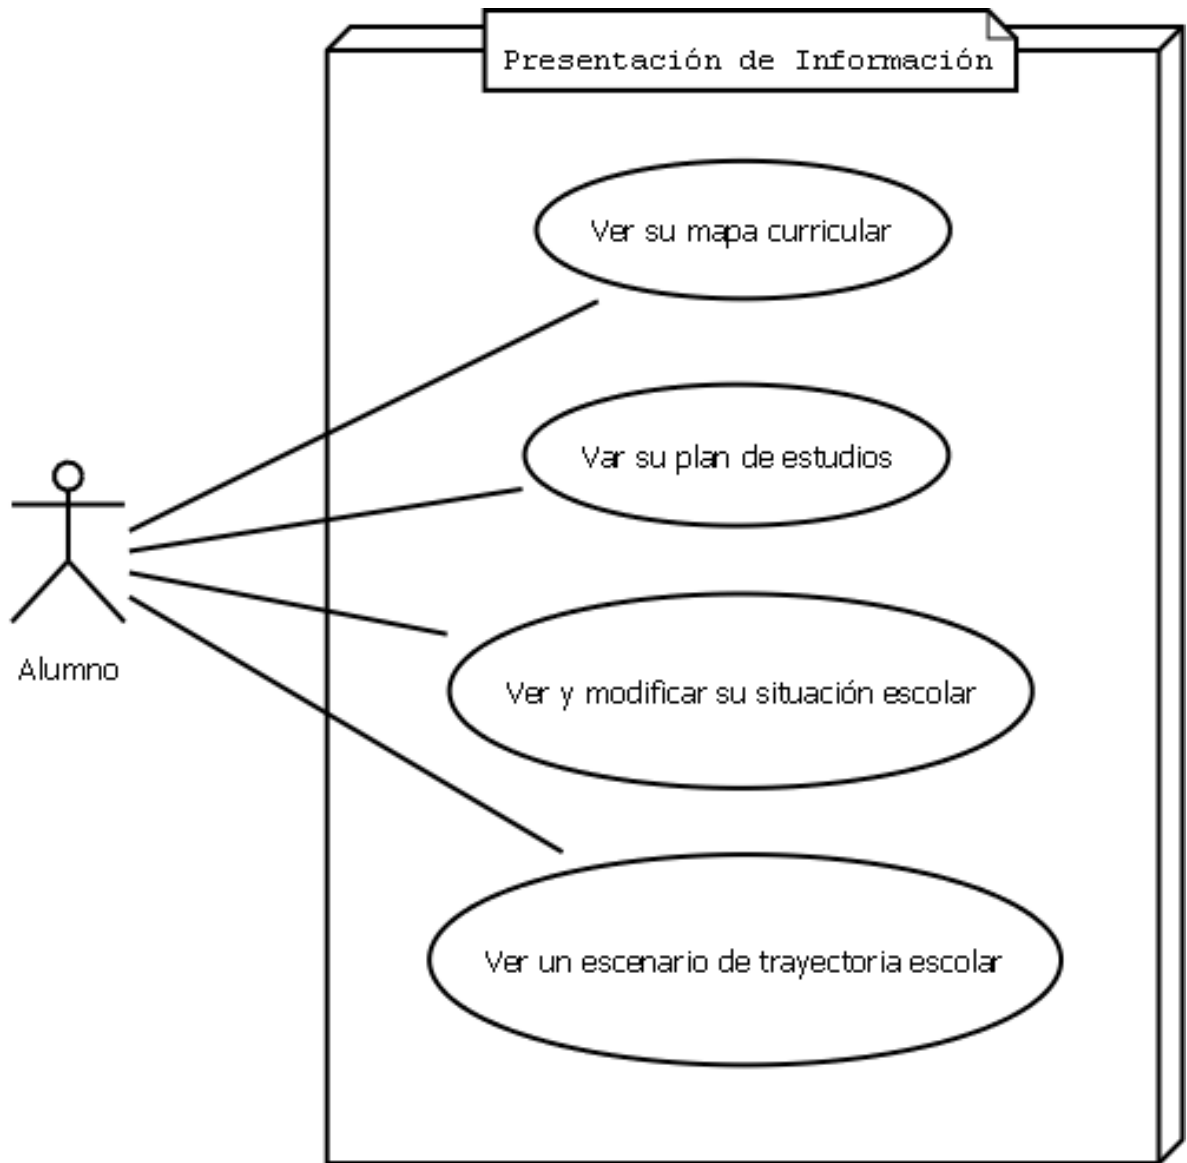 Presentación de Información
Ver su mapa curricular
Var su plan de estudios
Ver y modificar su situación escolar
Alumno
Ver un escenario de trayectoria escolar